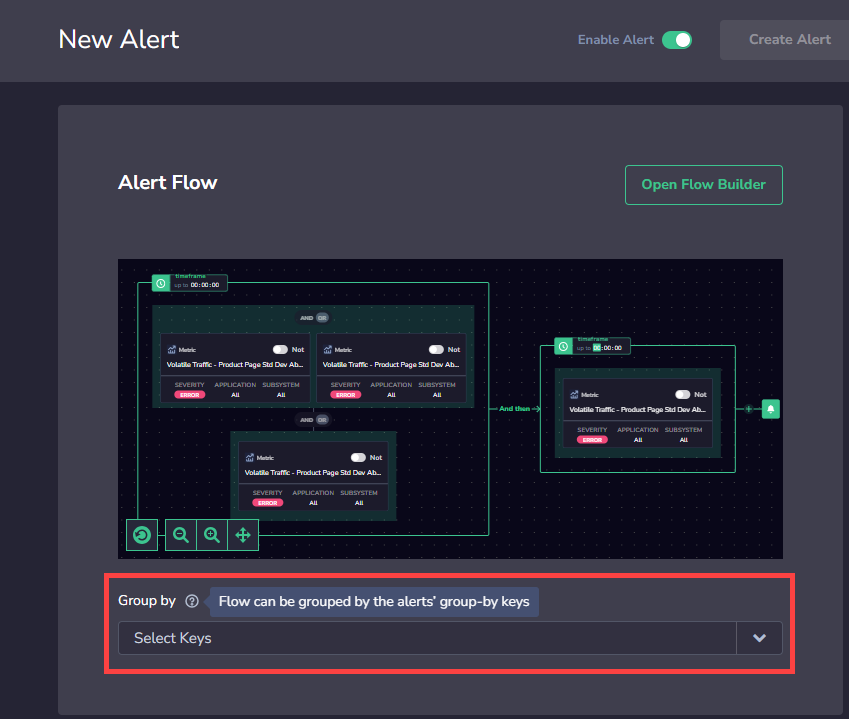 New Alert
Enable Alert
Create Alert
Alert Flow
Open Flow Builder
timeframe
up to 00:00:00
AND OR
Metric Not
Volatile Traffic - Product Page Std Dev Ab...
SEVERITY APPLICATION SUBSYSTEM
ERROR All All
Metric Not
Volatile Traffic - Product Page Std Dev Ab...
SEVERITY APPLICATION SUBSYSTEM
ERROR All All
AND OR
Metric Not
Volatile Traffic - Product Page Std Dev Ab...
SEVERITY APPLICATION SUBSYSTEM
ERROR All All
And then
timeframe
up to 00:00:00
Metric Not
Volatile Traffic - Product Page Std Dev Ab...
SEVERITY APPLICATION SUBSYSTEM
ERROR All All
Group by ? Flow can be grouped by the alerts' group-by keys
Select Keys